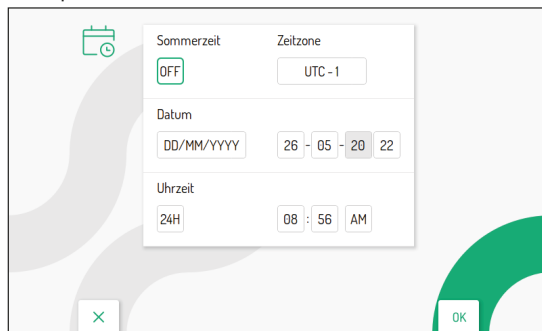 Sommerzeit Zeitzone
OFF UTC - 1
Datum
DD/MM/YYYY 26 - 05 - 20 22
Uhrzeit
24H 08 : 56 AM
OK